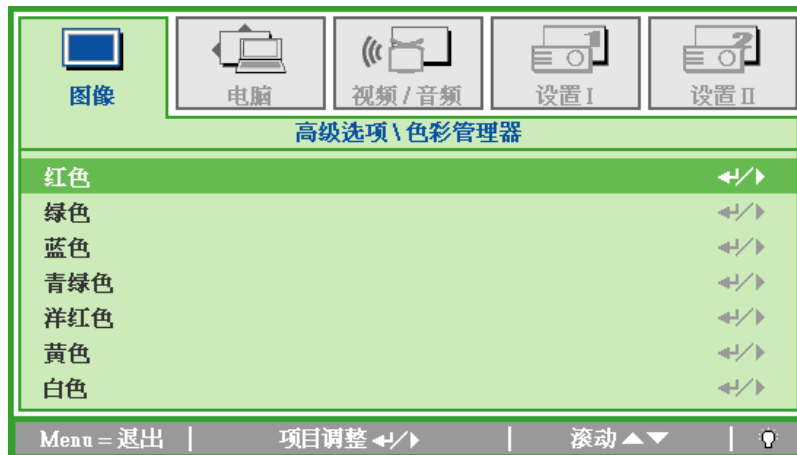 图像
电脑
视频 / 音频
设置 I
设置 II
高级选项 \ 色彩管理器
红色
绿色
蓝色
青绿色
洋红色
黄色
白色
Menu = 退出
项目调整
滚动